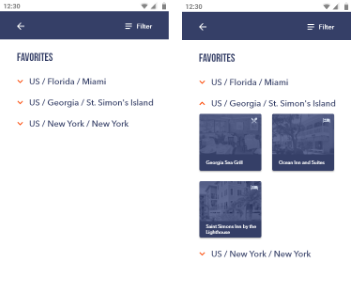 12:30
Filter
FAVORITES
US / Florida / Miami
US / Georgia / St. Simon's Island
US / New York / New York
12:30
Filter
FAVORITES
US / Florida / Miami
US / Georgia / St. Simon's Island
Georgia Sea Grill
Ocean Inn and Suites
Saint Simons Inn by the
Lighthouse
US / New York / New York